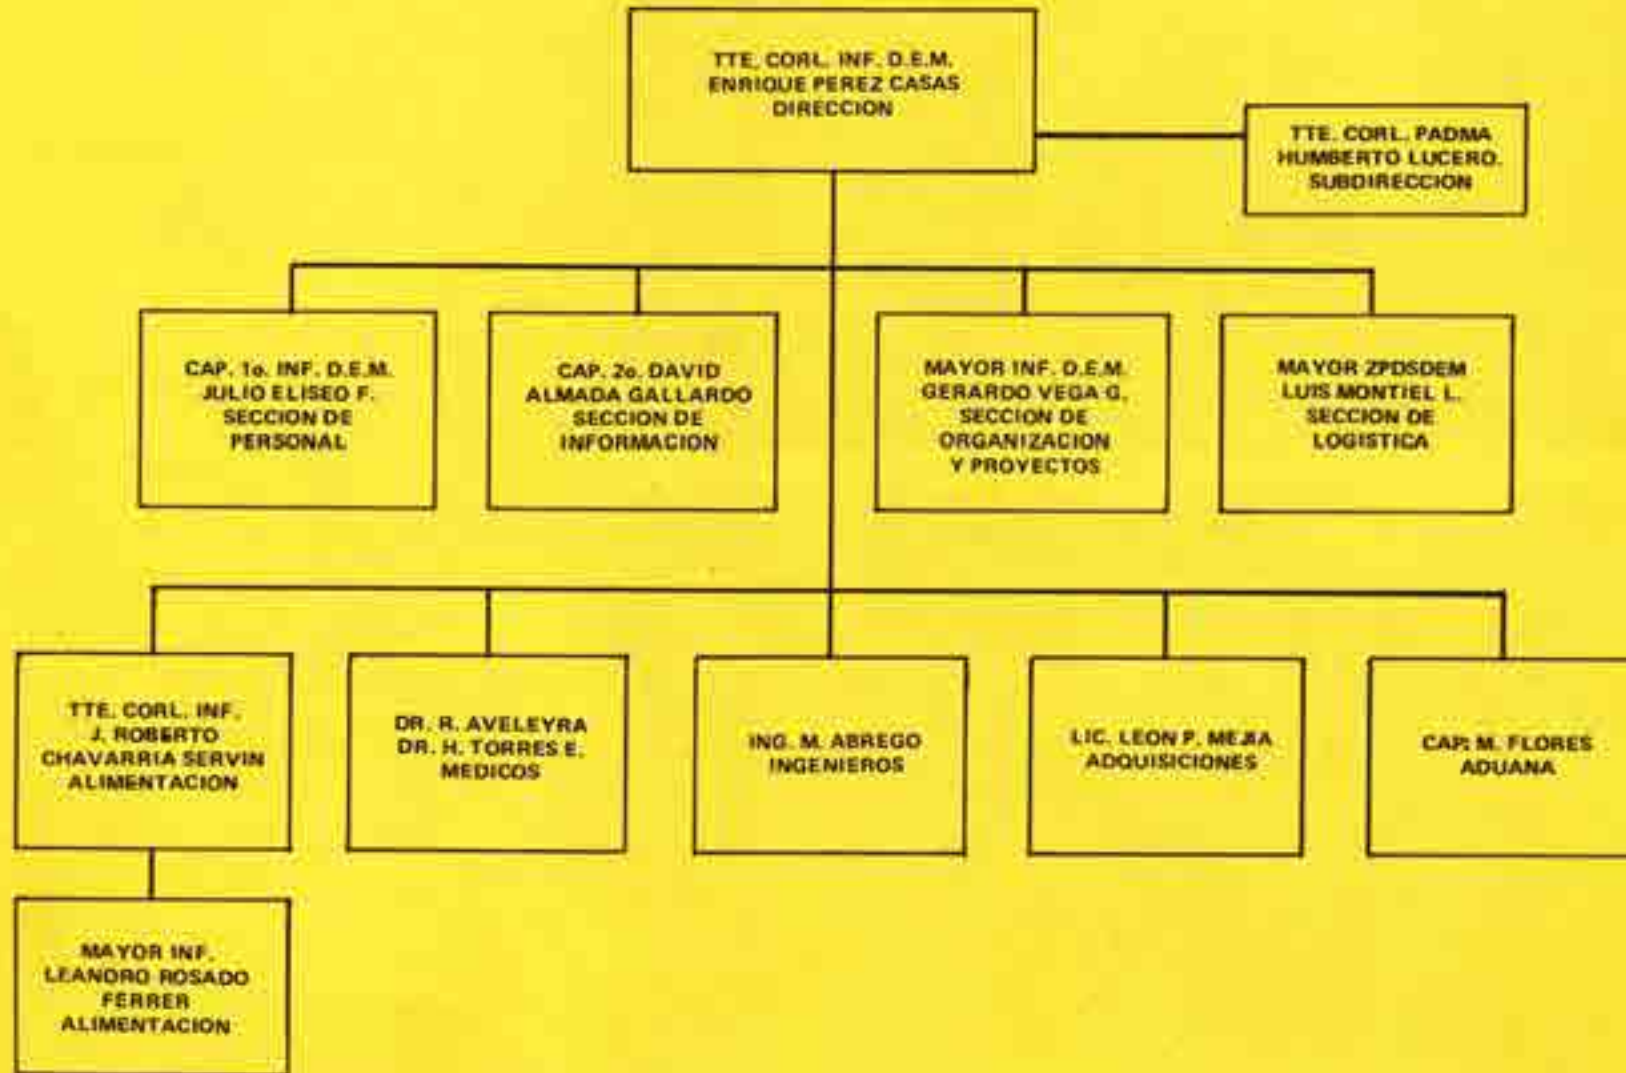 TTE. CORL. INF. D.E.M.
ENRIQUE PEREZ CASAS
DIRECCION
TTE. CORL. PADMA
HUMBERTO LUCERO.
SUBDIRECCION
CAP. 1o. INF. D.E.M.
JULIO ELISEO F.
SECCION DE
PERSONAL
CAP. 2o. DAVID
ALMADA GALLARDO
SECCION DE
INFORMACION
MAYOR INF. D.E.M.
GERARDO VEGA G.
SECCION DE
ORGANIZACION
Y PROYECTOS
MAYOR ZPDSDEM
LUIS MONTIEL L.
SECCION DE
LOGISTICA
TTE. CORL. INF.
J. ROBERTO
CHAVARRIA SERVIN
ALIMENTACION
DR. R. AVELEYRA
DR. H. TORRES E.
MEDICOS
ING. M. ABREGO
INGENIEROS
LIC. LEON P. MEJIA
ADQUISICIONES
CAP: M. FLORES
ADUANA
MAYOR INF.
LEANDRO ROSADO
FERRER
ALIMENTACION